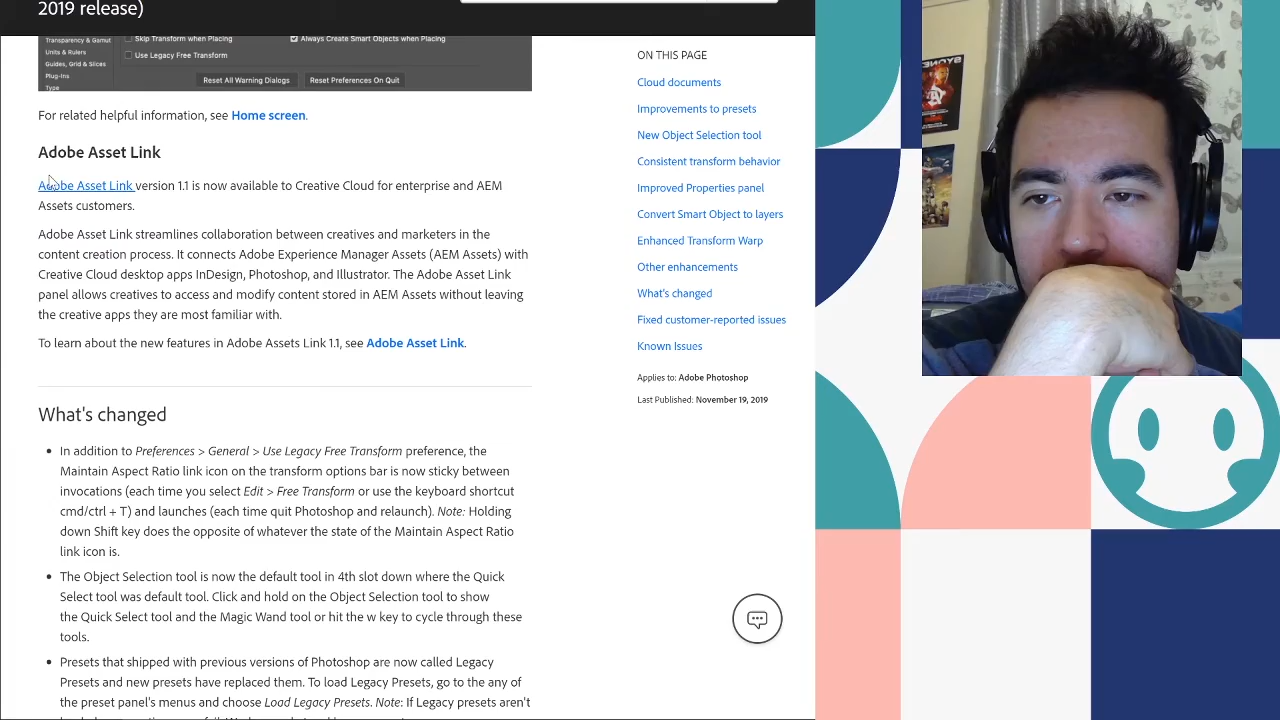 2019 release)
Transparency & Gamut
Skip Transform when Placing
Always Create Smart Objects when Placing
Units & Rulers
Use Legacy Free Transform
Guides, Grid & Slices
Plug-Ins
Reset All Warning Dialogs
Reset Preferences On Quit
Type
For related helpful information, see Home screen.
Adobe Asset Link
Adobe Asset Link version 1.1 is now available to Creative Cloud for enterprise and AEM
Assets customers.
Adobe Asset Link streamlines collaboration between creatives and marketers in the
content creation process. It connects Adobe Experience Manager Assets (AEM Assets) with
Creative Cloud desktop apps InDesign, Photoshop, and Illustrator. The Adobe Asset Link
panel allows creatives to access and modify content stored in AEM Assets without leaving
the creative apps they are most familiar with.
To learn about the new features in Adobe Assets Link 1.1, see Adobe Asset Link.
What's changed
In addition to Preferences > General > Use Legacy Free Transform preference, the
Maintain Aspect Ratio link icon on the transform options bar is now sticky between
invocations (each time you select Edit > Free Transform or use the keyboard shortcut
cmd/ctrl + T) and launches (each time quit Photoshop and relaunch). Note: Holding
down Shift key does the opposite of whatever the state of the Maintain Aspect Ratio
link icon is.
The Object Selection tool is now the default tool in 4th slot down where the Quick
Select tool was default tool. Click and hold on the Object Selection tool to show
the Quick Select tool and the Magic Wand tool or hit the w key to cycle through these
tools.
Presets that shipped with previous versions of Photoshop are now called Legacy
Presets and new presets have replaced them. To load Legacy Presets, go to the any of
the preset panel's menus and choose Load Legacy Presets. Note: If Legacy presets aren't
ON THIS PAGE
Cloud documents
Improvements to presets
New Object Selection tool
Consistent transform behavior
Improved Properties panel
Convert Smart Object to layers
Enhanced Transform Warp
Other enhancements
What's changed
Fixed customer-reported issues
Known Issues
Applies to: Adobe Photoshop
Last Published: November 19, 2019